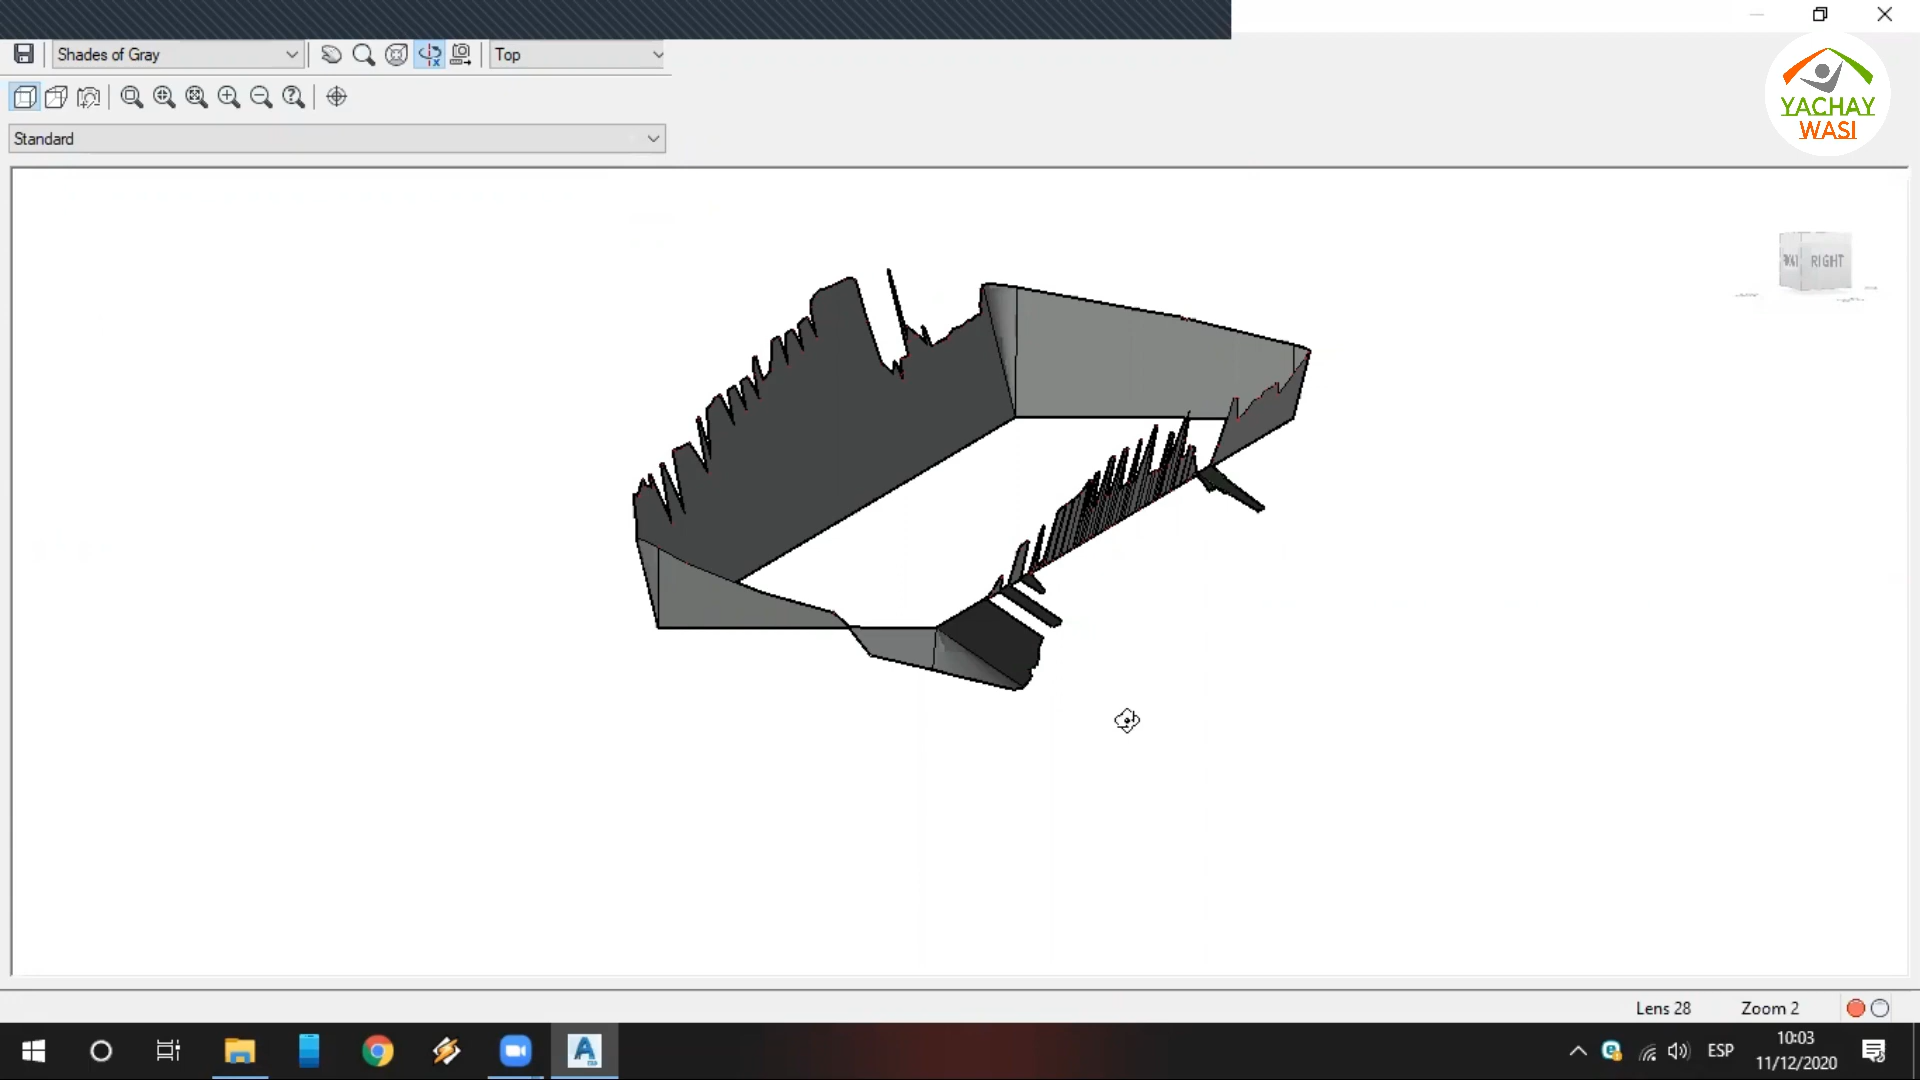 Shades of Gray
Top
YACHAY
WASI
Standard
RIGHT
Lens 28
Zoom 2
ESP
10:03
11/12/2020